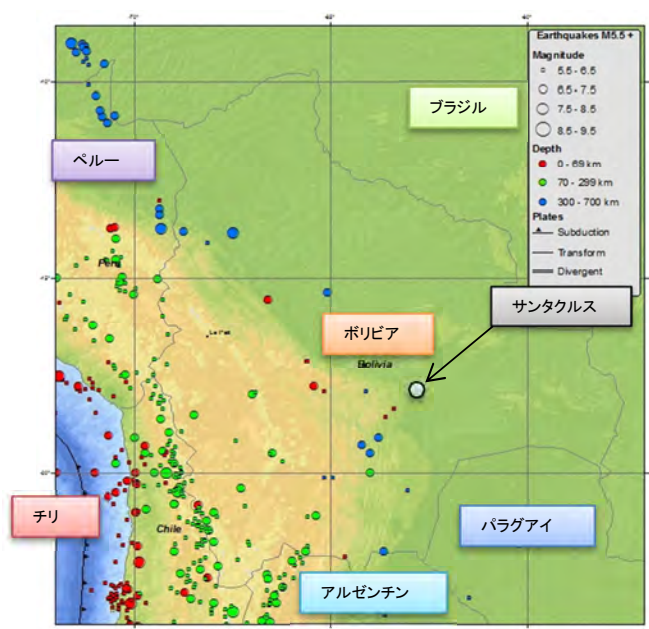 Earthquakes M5.5 +
Magnitude
5.5 - 6.5
6.5 - 7.5
7.5 - 8.5
8.5 - 9.5
Depth
0 - 69 km
70 - 299 km
300 - 700 km
Plates
Subduction
Transform
Divergent
ブラジル
ペルー
Peru
サンタクルス
ボリビア
Bolivia
チリ
Chile
パラグアイ
アルゼンチン